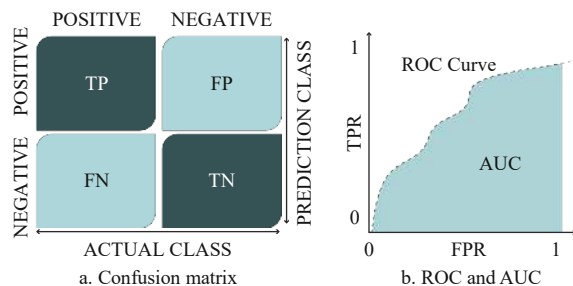 POSITIVE NEGATIVE
POSITIVE
TP
FP
NEGATIVE
FN
TN
PREDICTION CLASS
ACTUAL CLASS
a. Confusion matrix
1
ROC Curve
TPR
AUC
0
0
FPR
1
b. ROC and AUC